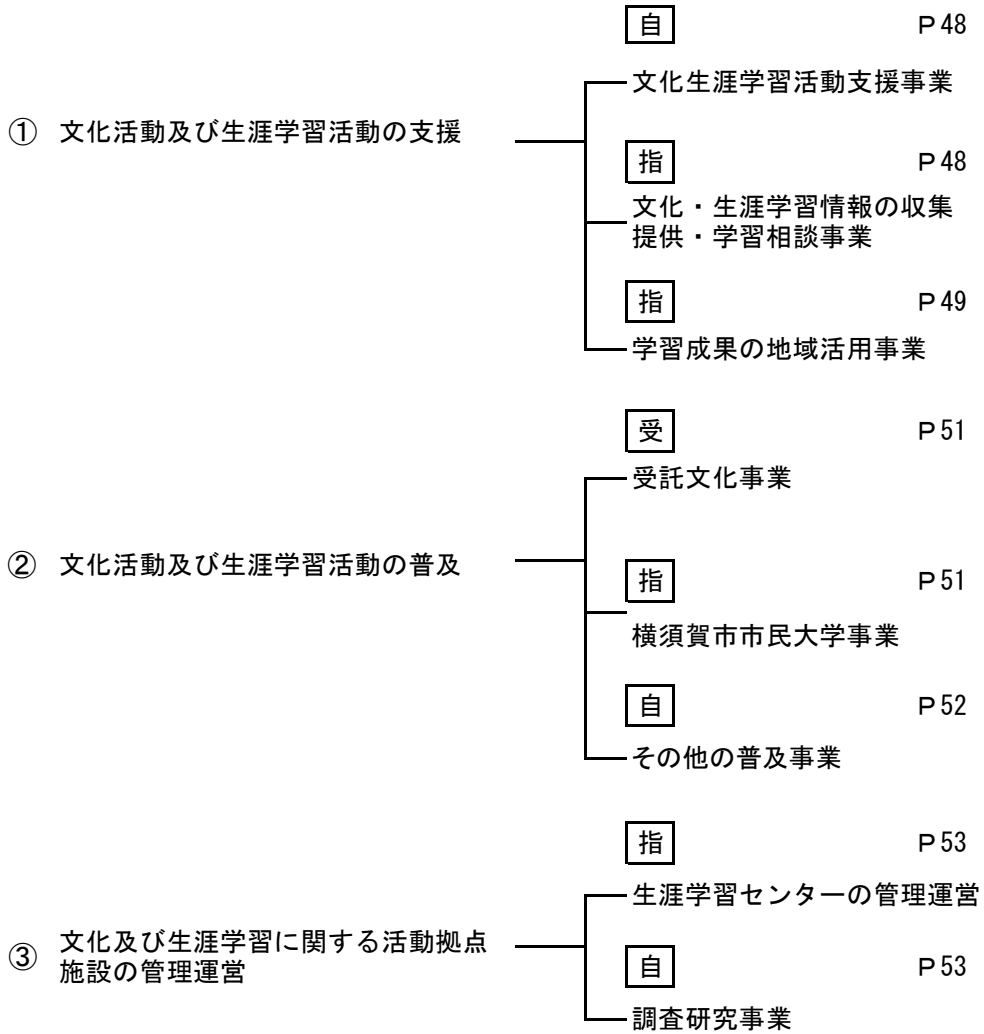 自 P48
文化生涯学習活動支援事業
① 文化活動及び生涯学習活動の支援
指 P48
文化・生涯学習情報の収集
提供・学習相談事業
指 P49
学習成果の地域活用事業
受 P51
受託文化事業
② 文化活動及び生涯学習活動の普及
指 P51
横須賀市市民大学事業
自 P52
その他の普及事業
指 P53
生涯学習センターの管理運営
③ 文化及び生涯学習に関する活動拠点
施設の管理運営
自 P53
調査研究事業